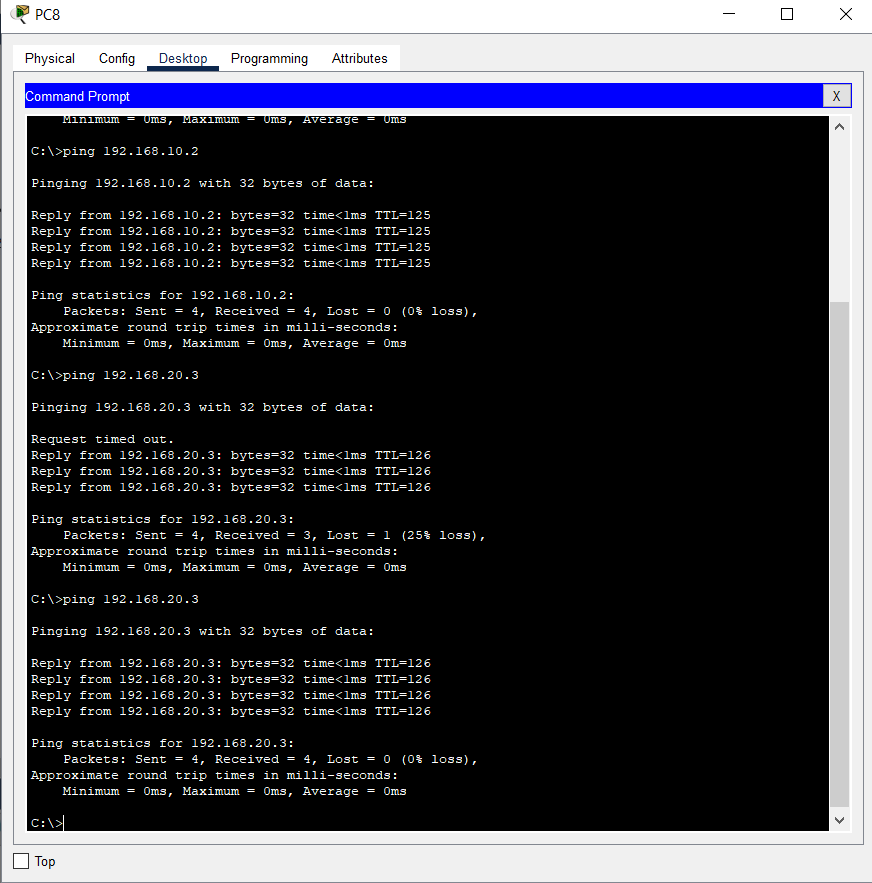 PC8
Physical Config Desktop Programming Attributes
Command Prompt X
Minimum = 0ms, Maximum = 0ms, Average = 0ms
C:\>ping 192.168.10.2
Pinging 192.168.10.2 with 32 bytes of data:
Reply from 192.168.10.2: bytes=32 time<1ms TTL=125
Reply from 192.168.10.2: bytes=32 time<1ms TTL=125
Reply from 192.168.10.2: bytes=32 time<1ms TTL=125
Reply from 192.168.10.2: bytes=32 time<1ms TTL=125
Ping statistics for 192.168.10.2:
Packets: Sent = 4, Received = 4, Lost = 0 (0% loss),
Approximate round trip times in milli-seconds:
Minimum = 0ms, Maximum = 0ms, Average = 0ms
C:\>ping 192.168.20.3
Pinging 192.168.20.3 with 32 bytes of data:
Request timed out.
Reply from 192.168.20.3: bytes=32 time<1ms TTL=126
Reply from 192.168.20.3: bytes=32 time<1ms TTL=126
Reply from 192.168.20.3: bytes=32 time<1ms TTL=126
Ping statistics for 192.168.20.3:
Packets: Sent = 4, Received = 3, Lost = 1 (25% loss),
Approximate round trip times in milli-seconds:
Minimum = 0ms, Maximum = 0ms, Average = 0ms
C:\>ping 192.168.20.3
Pinging 192.168.20.3 with 32 bytes of data:
Reply from 192.168.20.3: bytes=32 time<1ms TTL=126
Reply from 192.168.20.3: bytes=32 time<1ms TTL=126
Reply from 192.168.20.3: bytes=32 time<1ms TTL=126
Reply from 192.168.20.3: bytes=32 time<1ms TTL=126
Ping statistics for 192.168.20.3:
Packets: Sent = 4, Received = 4, Lost = 0 (0% loss),
Approximate round trip times in milli-seconds:
Minimum = 0ms, Maximum = 0ms, Average = 0ms
C:\>
Top